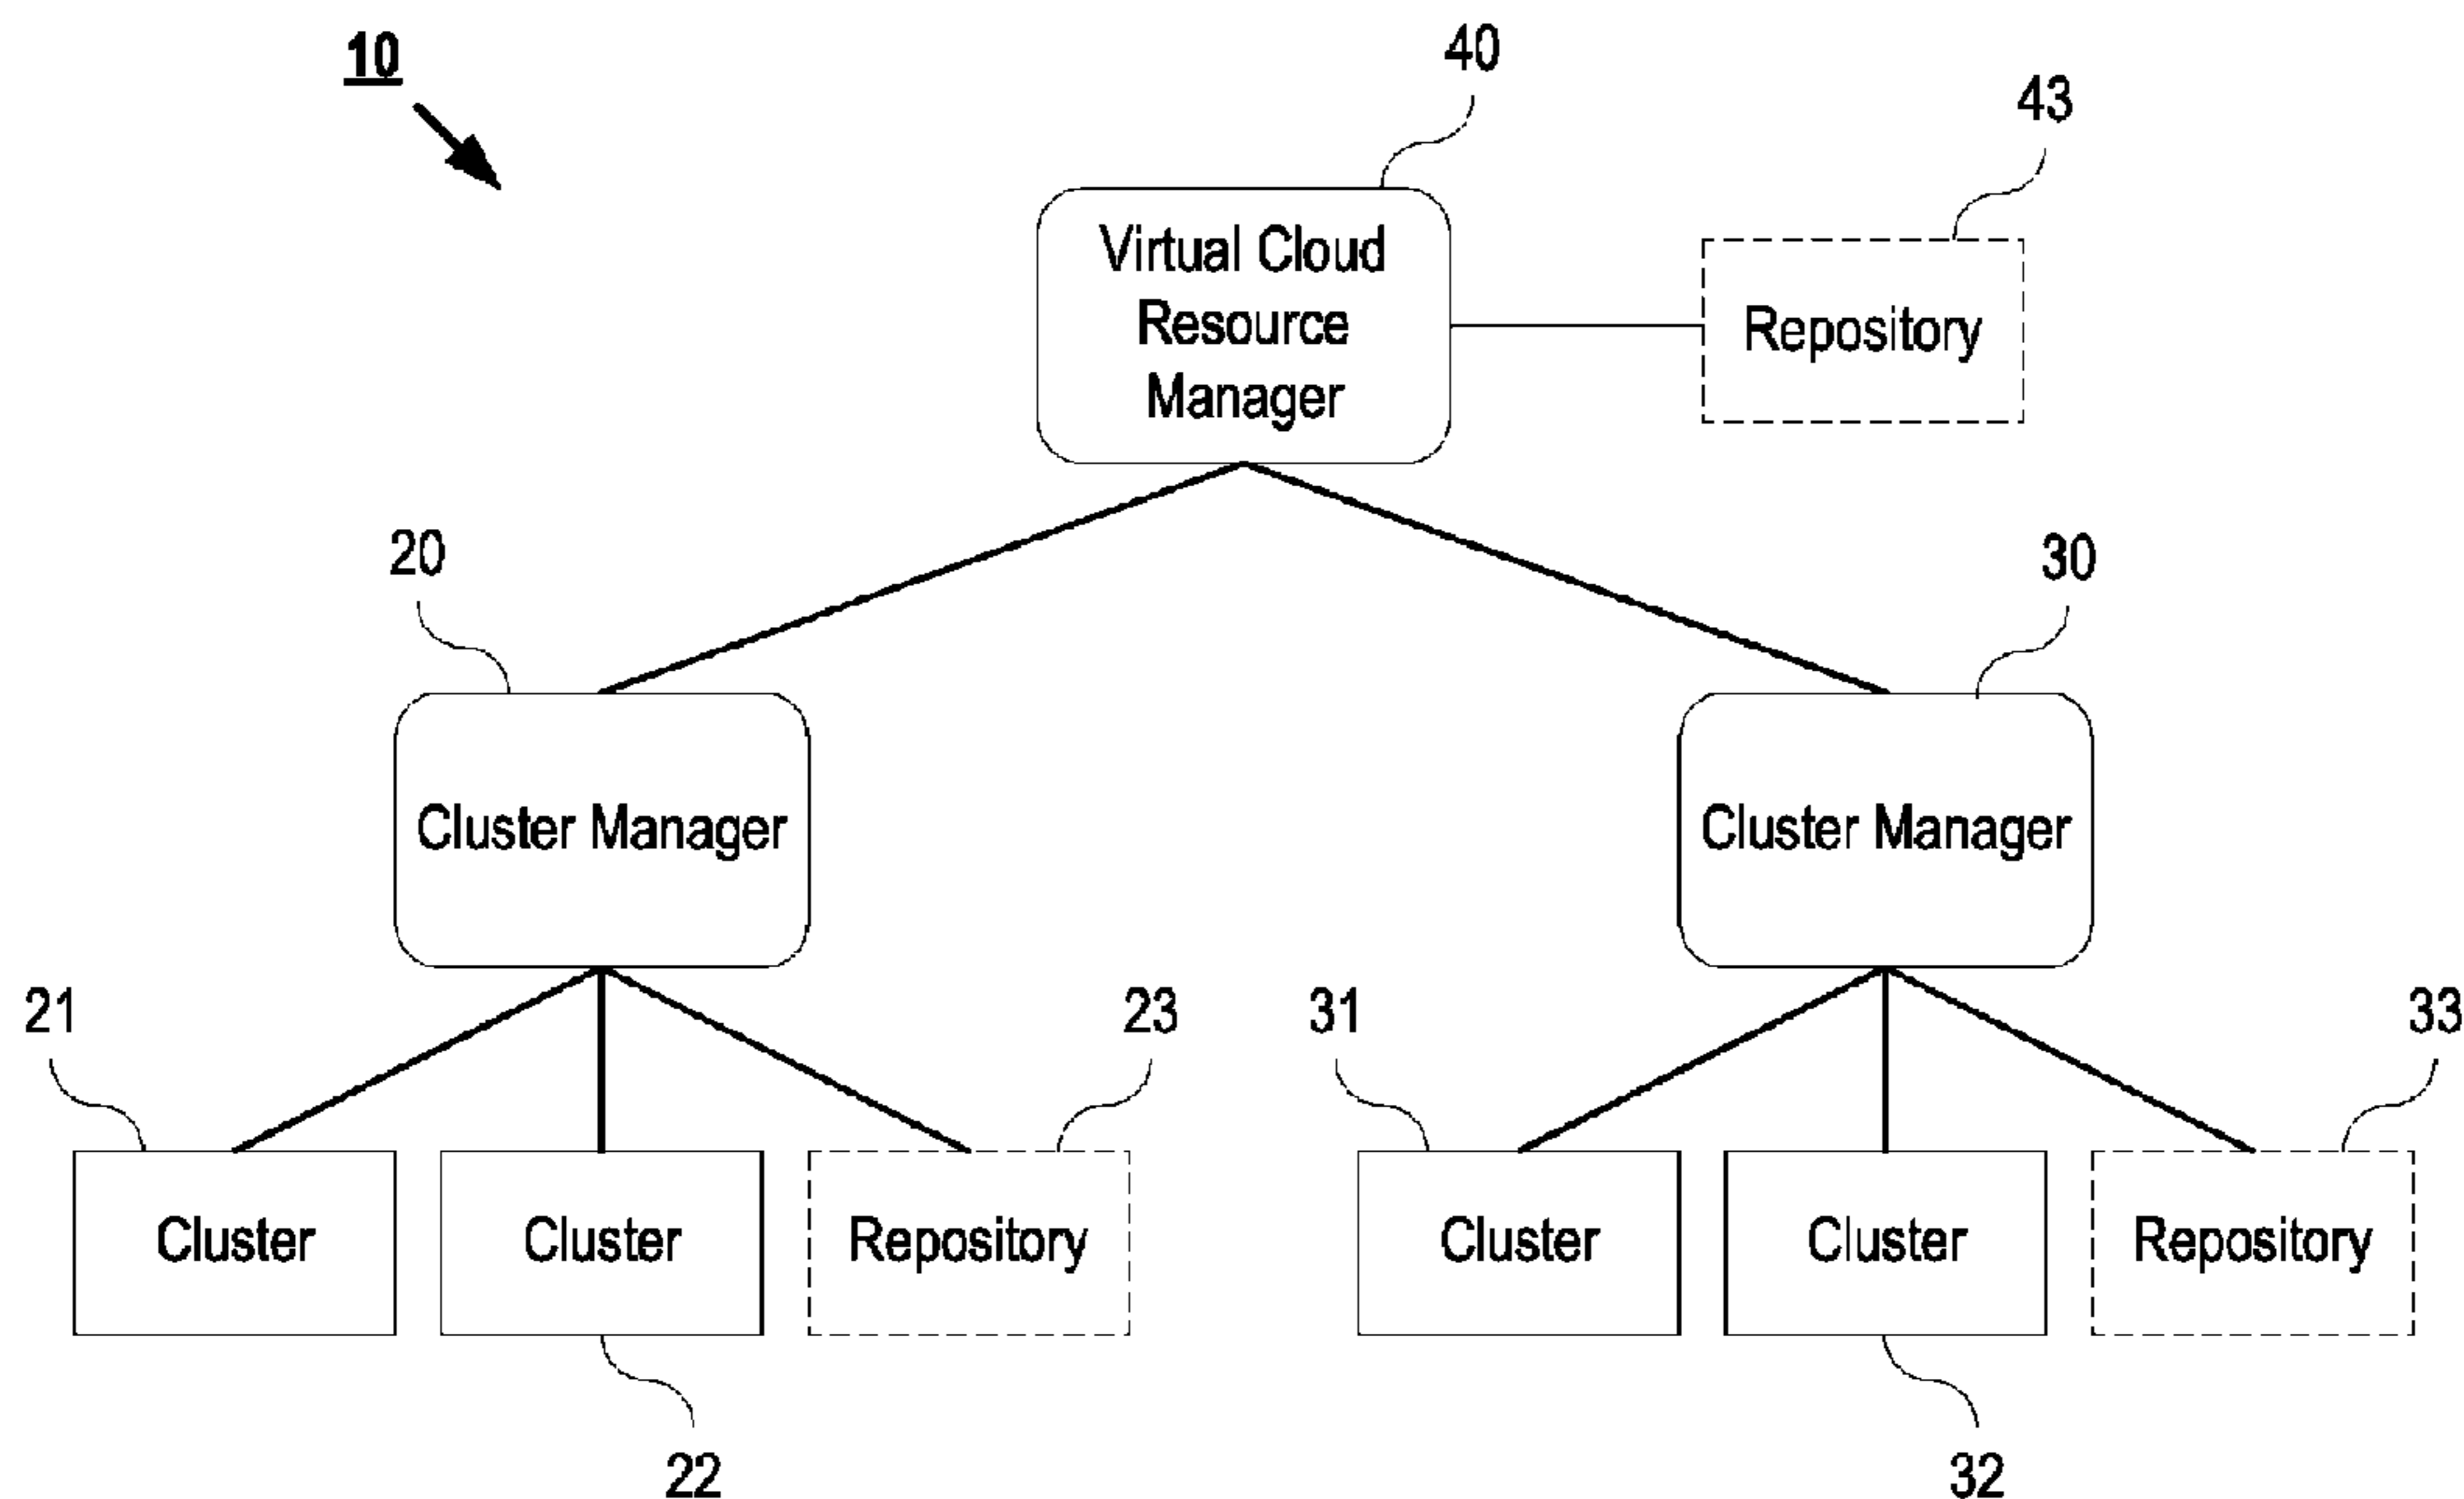 10
40
43
Virtual Cloud
Resource
Manager
Repository
20
30
Cluster Manager
Cluster Manager
21
23
31
33
Cluster
Cluster
Repository
Cluster
Cluster
Repository
22
32